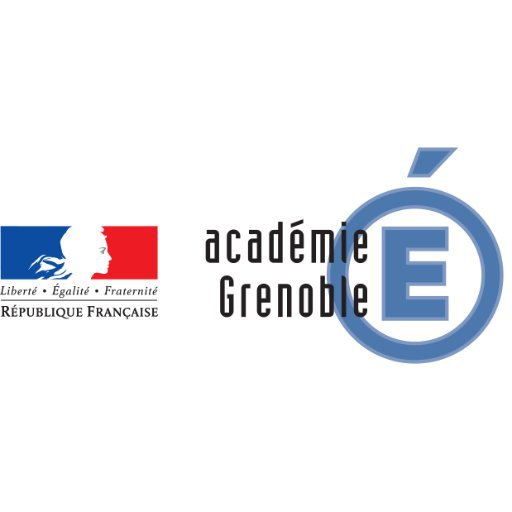 Liberté • Égalité • Fraternité
RÉPUBLIQUE FRANÇAISE
académie
Grenoble
É